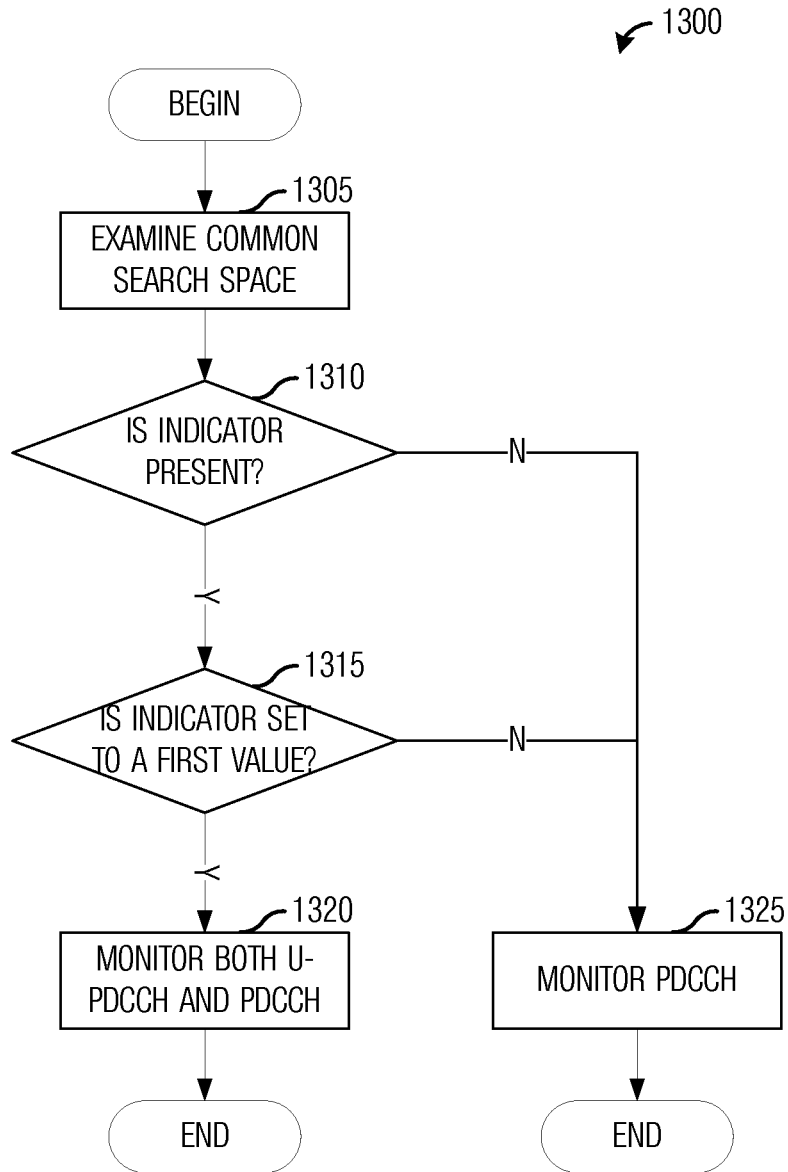 1300
BEGIN
1305
EXAMINE COMMON
SEARCH SPACE
1310
IS INDICATOR
PRESENT?
N
Y
1315
IS INDICATOR SET
TO A FIRST VALUE?
N
Y
1320
MONITOR BOTH U-
PDCCH AND PDCCH
1325
MONITOR PDCCH
END
END